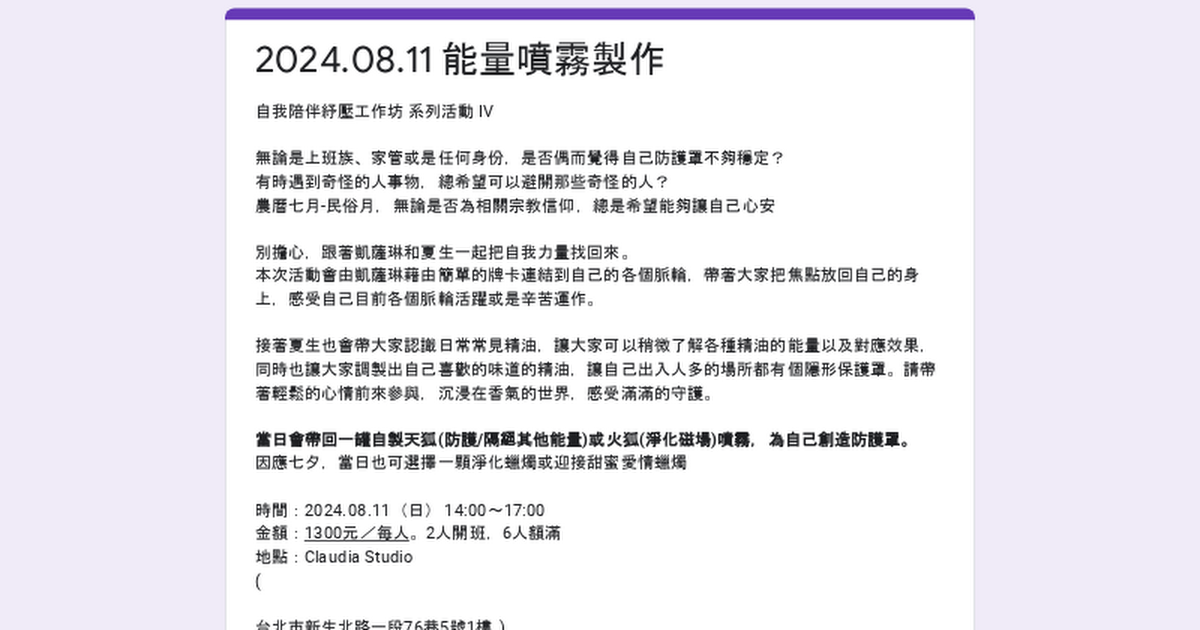 2024.08.11 能量噴霧製作
自我陪伴紓壓工作坊 系列活動 IV
無論是上班族、家管或是任何身份，是否偶而覺得自己防護罩不夠穩定？
有時遇到奇怪的人事物，總希望可以避開那些奇怪的人？
農曆七月-民俗月，無論是否為相關宗教信仰，總是希望能夠讓自己心安
別擔心，跟著凱薩琳和夏生一起把自我力量找回來。
本次活動會由凱薩琳藉由簡單的牌卡連結到自己的各個脈輪，帶著大家把焦點放回自己的身
上，感受自己目前各個脈輪活躍或是辛苦運作。
接著夏生也會帶大家認識日常常見精油，讓大家可以稍微了解各種精油的能量以及對應效果，
同時也讓大家調製出自己喜歡的味道的精油，讓自己出入人多的場所都有個隱形保護罩。請帶
著輕鬆的心情前來參與，沉浸在香氣的世界，感受滿滿的守護。
當日會帶回一罐自製天狐(防護/隔絕其他能量)或火狐(淨化磁場)噴霧，為自己創造防護罩。
因應七夕，當日也可選擇一顆淨化蠟燭或迎接甜蜜愛情蠟燭
時間：2024.08.11（日） 14:00～17:00
金額：1300元／每人。2人開班，6人額滿
地點：Claudia Studio
(
台北市新生北路一段76巷5號1樓 )